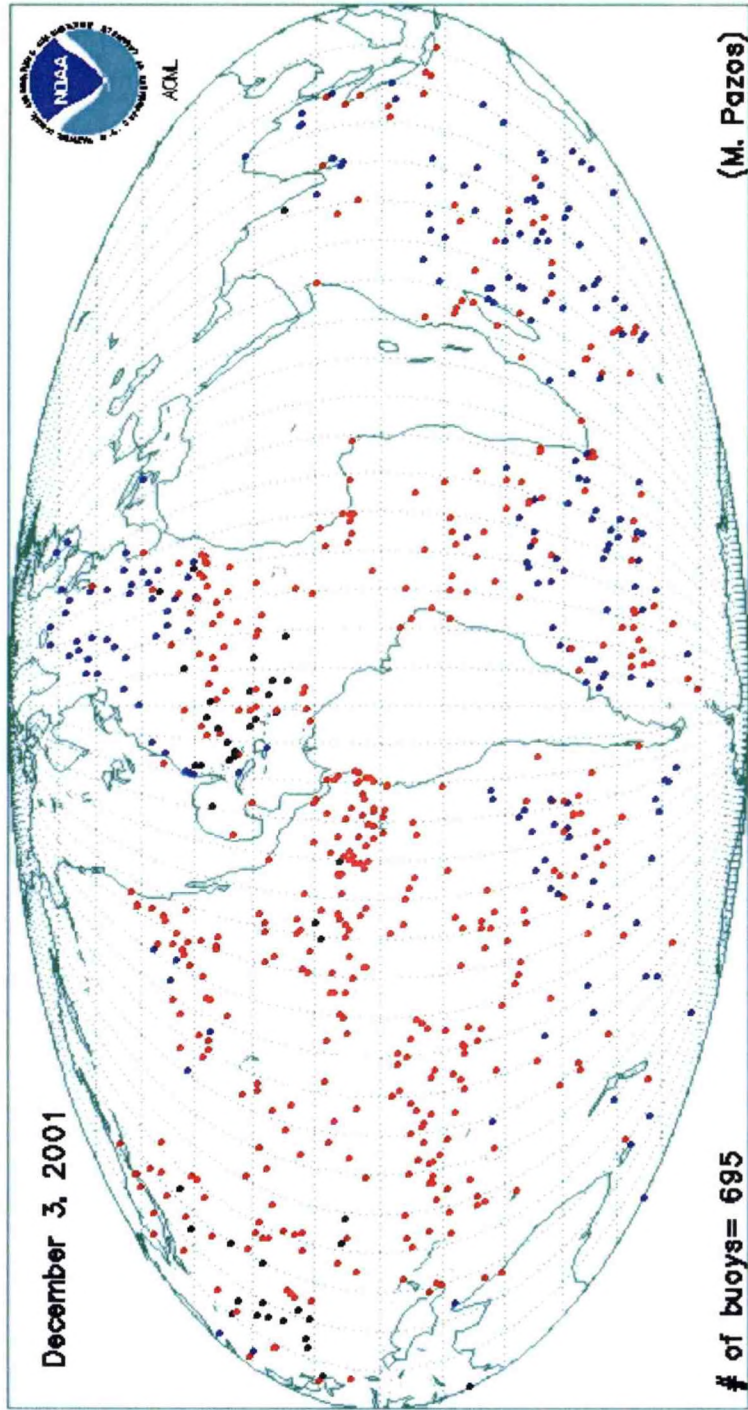 December 3, 2001
NOAA
AOML
# of buoys= 695
(M. Pazos)